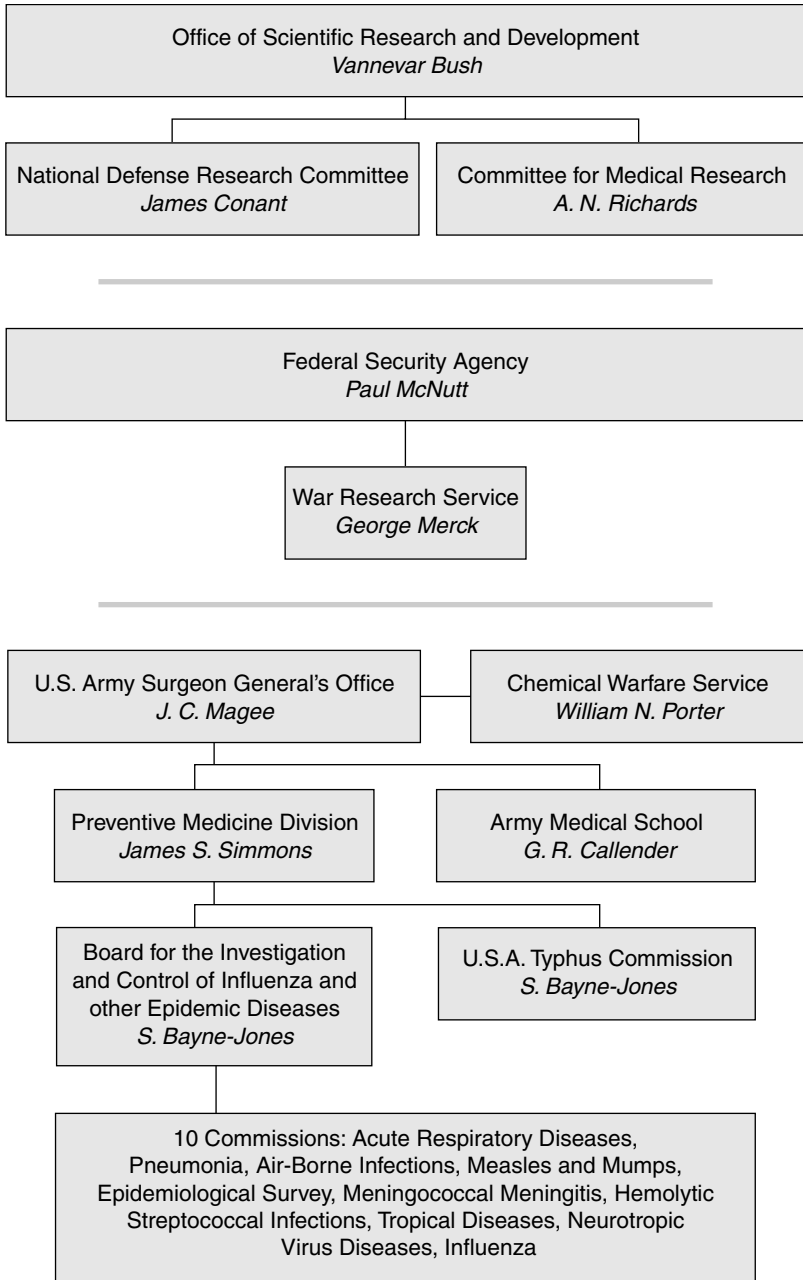 Office of Scientific Research and Development
Vannevar Bush
National Defense Research Committee
James Conant
Committee for Medical Research
A. N. Richards
Federal Security Agency
Paul McNutt
War Research Service
George Merck
U.S. Army Surgeon General's Office
J. C. Magee
Chemical Warfare Service
William N. Porter
Preventive Medicine Division
James S. Simmons
Army Medical School
G. R. Callender
Board for the Investigation
and Control of Influenza and
other Epidemic Diseases
S. Bayne-Jones
U.S.A. Typhus Commission
S. Bayne-Jones
10 Commissions: Acute Respiratory Diseases,
Pneumonia, Air-Borne Infections, Measles and Mumps,
Epidemiological Survey, Meningococcal Meningitis, Hemolytic
Streptococcal Infections, Tropical Diseases, Neurotropic
Virus Diseases, Influenza